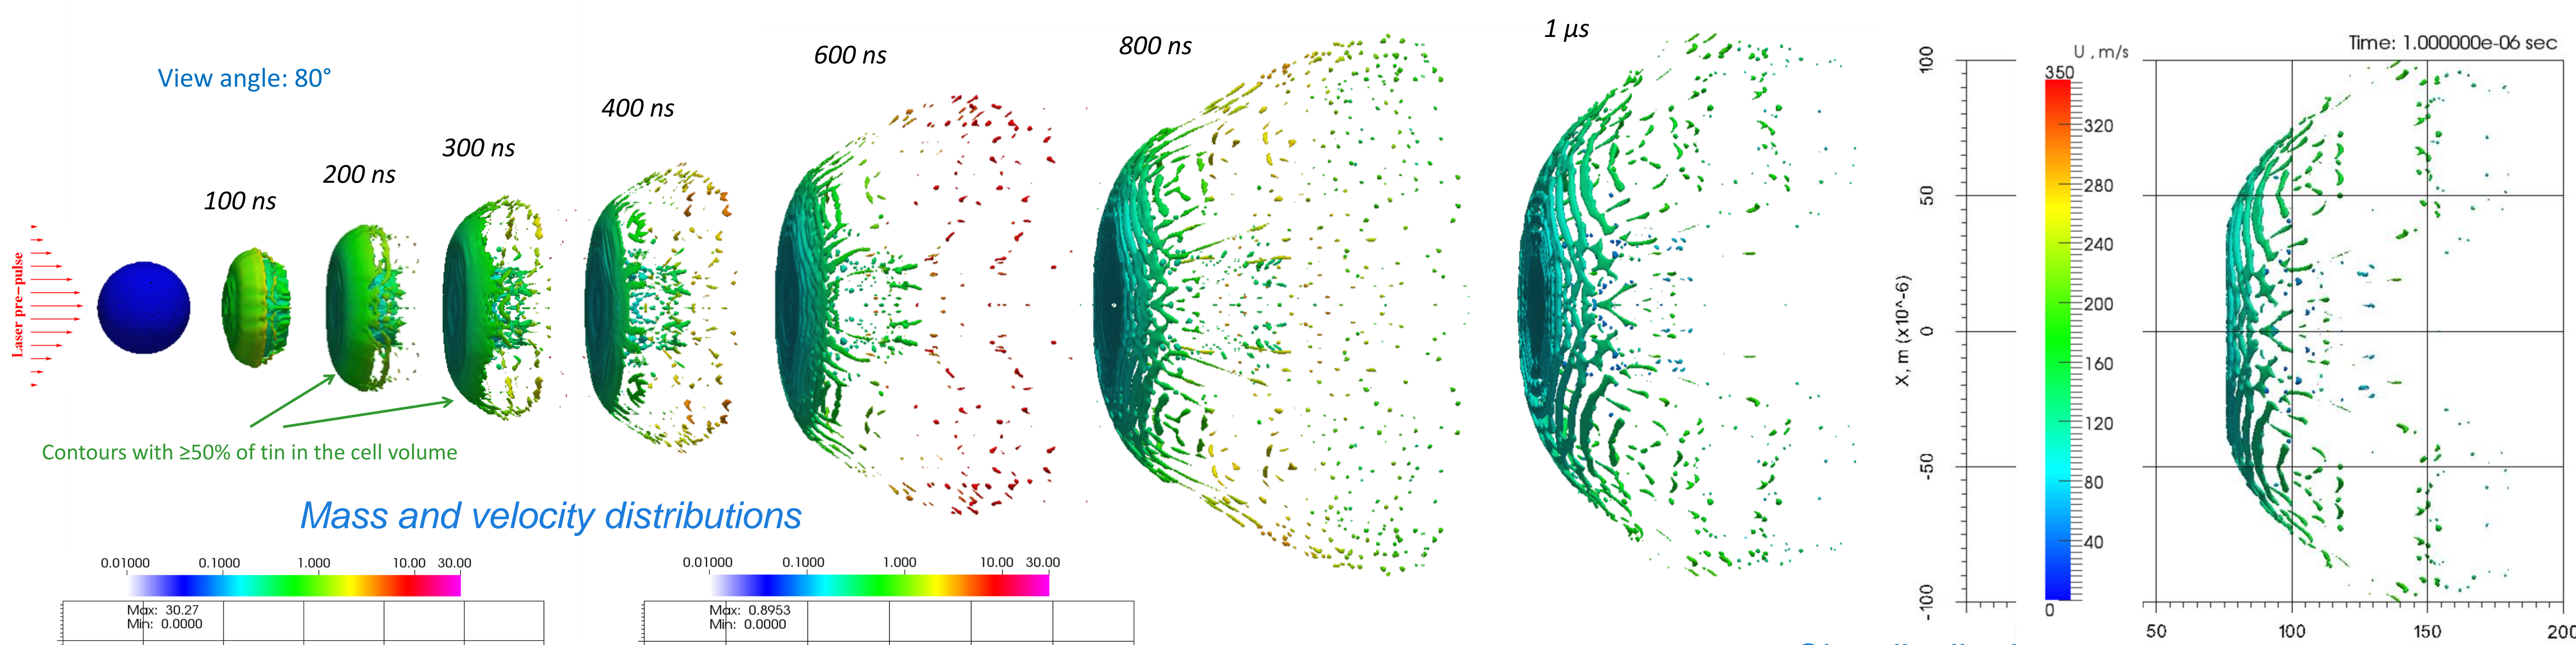 View angle: 80°
Laser pre-pulse
100 ns
200 ns
300 ns
400 ns
600 ns
800 ns
1 µs
Contours with ≥50% of tin in the cell volume
Mass and velocity distributions
0.01000 0.1000 1.000 10.00 30.00
Max: 30.27
Min: 0.0000
0.01000 0.1000 1.000 10.00 30.00
Max: 0.8953
Min: 0.0000
X, m (x10^-6)
100
50
0
-50
-100
U, m/s
350
320
280
240
200
160
120
80
40
0
Time: 1.000000e-06 sec
50 100 150 200